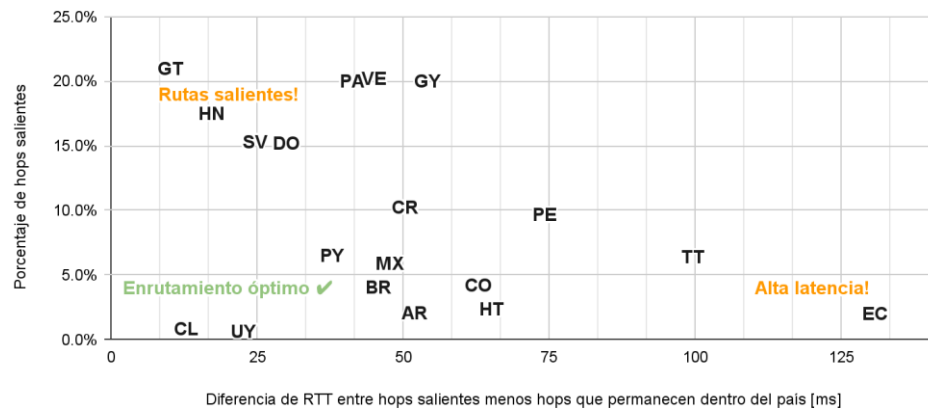 25.0%
20.0%
15.0%
10.0%
5.0%
0.0%
Porcentaje de hops salientes
GT
PA VE GY
Rutas salientes!
HN
SV DO
CR
PE
PY
MX
TT
Enrutamiento óptimo ✔
BR
CO
Alta latencia!
AR
HT
EC
CL
UY
0 25 50 75 100 125
Diferencia de RTT entre hops salientes menos hops que permanecen dentro del país [ms]